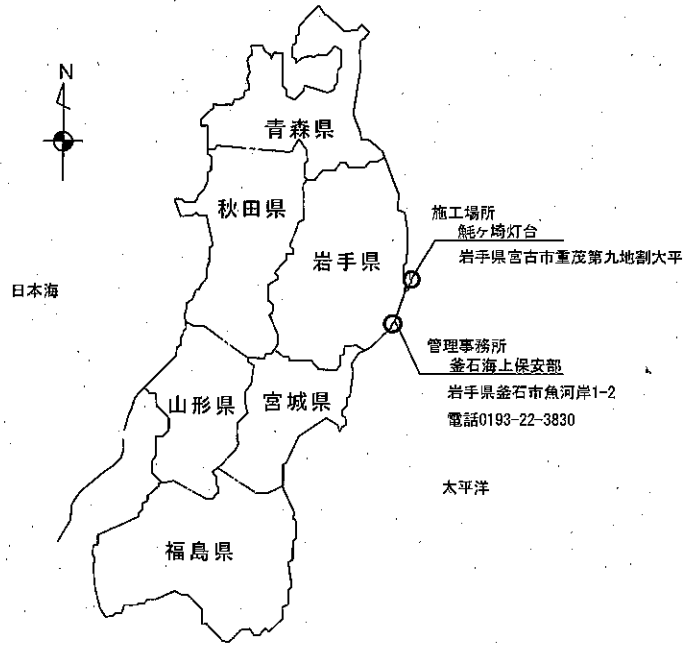 N
青森県
秋田県
岩手県
施工場所
魹ヶ埼灯台
岩手県宮古市重茂第九地割大平
日本海
管理事務所
釜石海上保安部
岩手県釜石市魚河岸1-2
電話0193-22-3830
山形県
宮城県
太平洋
福島県